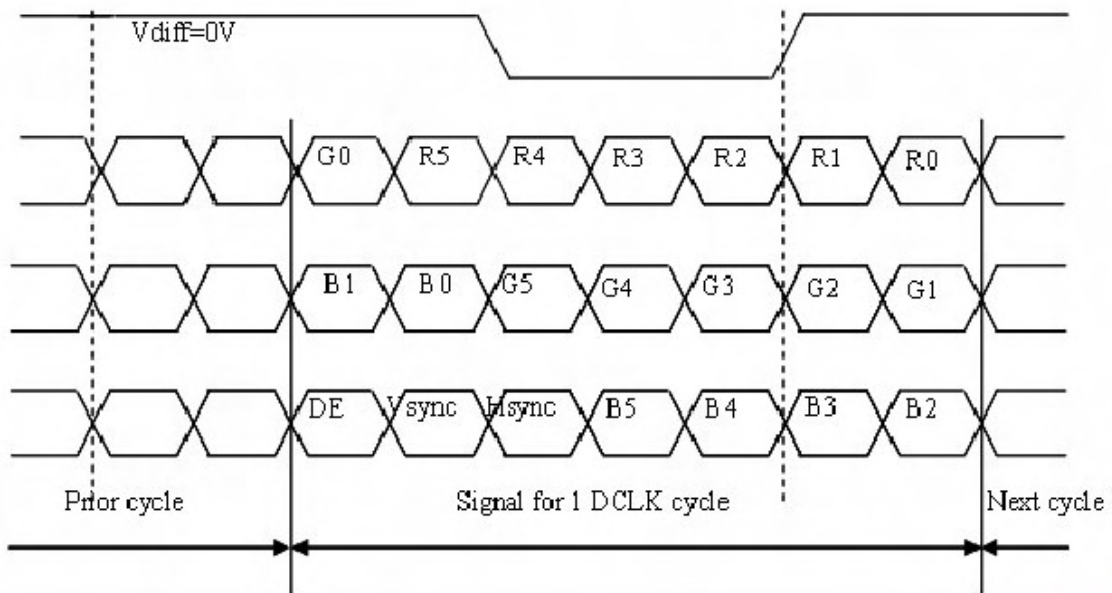 Vdiff=0V
G0 R5 R4 R3 R2 R1 R0
B1 B0 G5 G4 G3 G2 G1
DE Vsync Hsync B5 B4 B3 B2
Prior cycle Signal for 1 DCLK cycle Next cycle